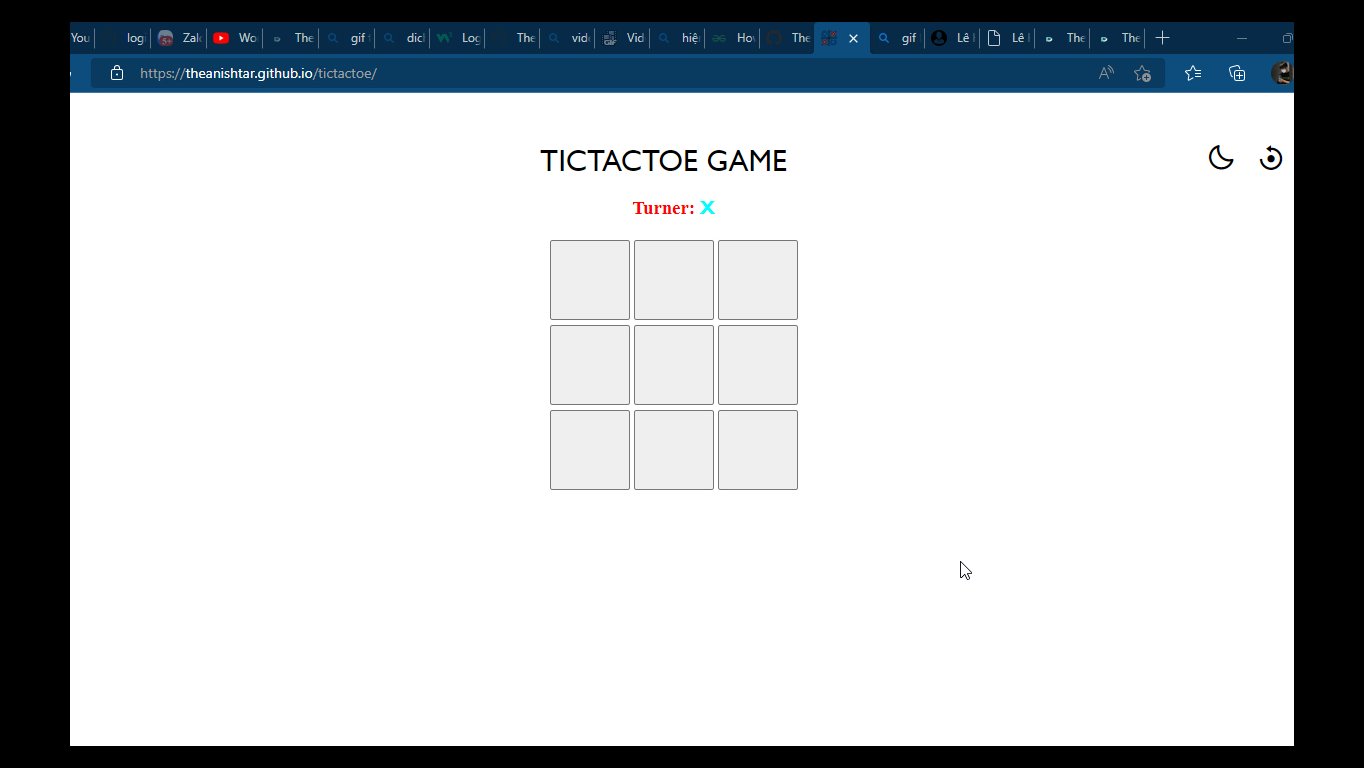 You log Zal Wo The gif t dicl Log The vid Vid hiệ Ho The gif Lê Lê The The
https://theanishtar.github.io/tictactoe/
TICTACTOE GAME
Turner: X